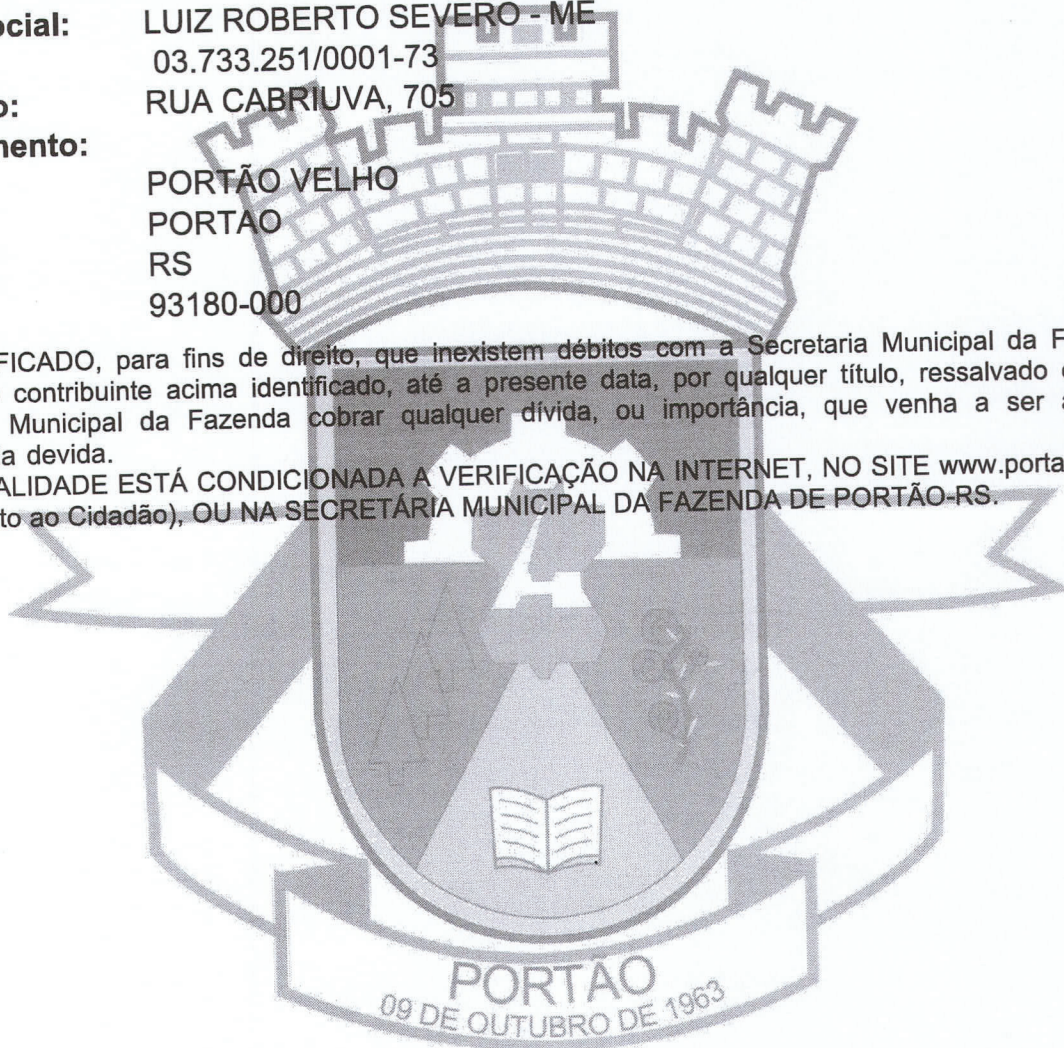 ocial: LUIZ ROBERTO SEVERO - ME
03.733.251/0001-73
o: RUA CABRIUVA, 705
mento:
PORTÃO VELHO
PORTAO
RS
93180-000
FICADO, para fins de direito, que inexistem débitos com a Secretaria Municipal da F
contribuinte acima identificado, até a presente data, por qualquer título, ressalvado
Municipal da Fazenda cobrar qualquer dívida, ou importância, que venha a ser
a devida.
ALIDADE ESTÁ CONDICIONADA A VERIFICAÇÃO NA INTERNET, NO SITE www.porta
to ao Cidadão), OU NA SECRETÁRIA MUNICIPAL DA FAZENDA DE PORTÃO-RS.
PORTÃO
09 DE OUTUBRO DE 1963